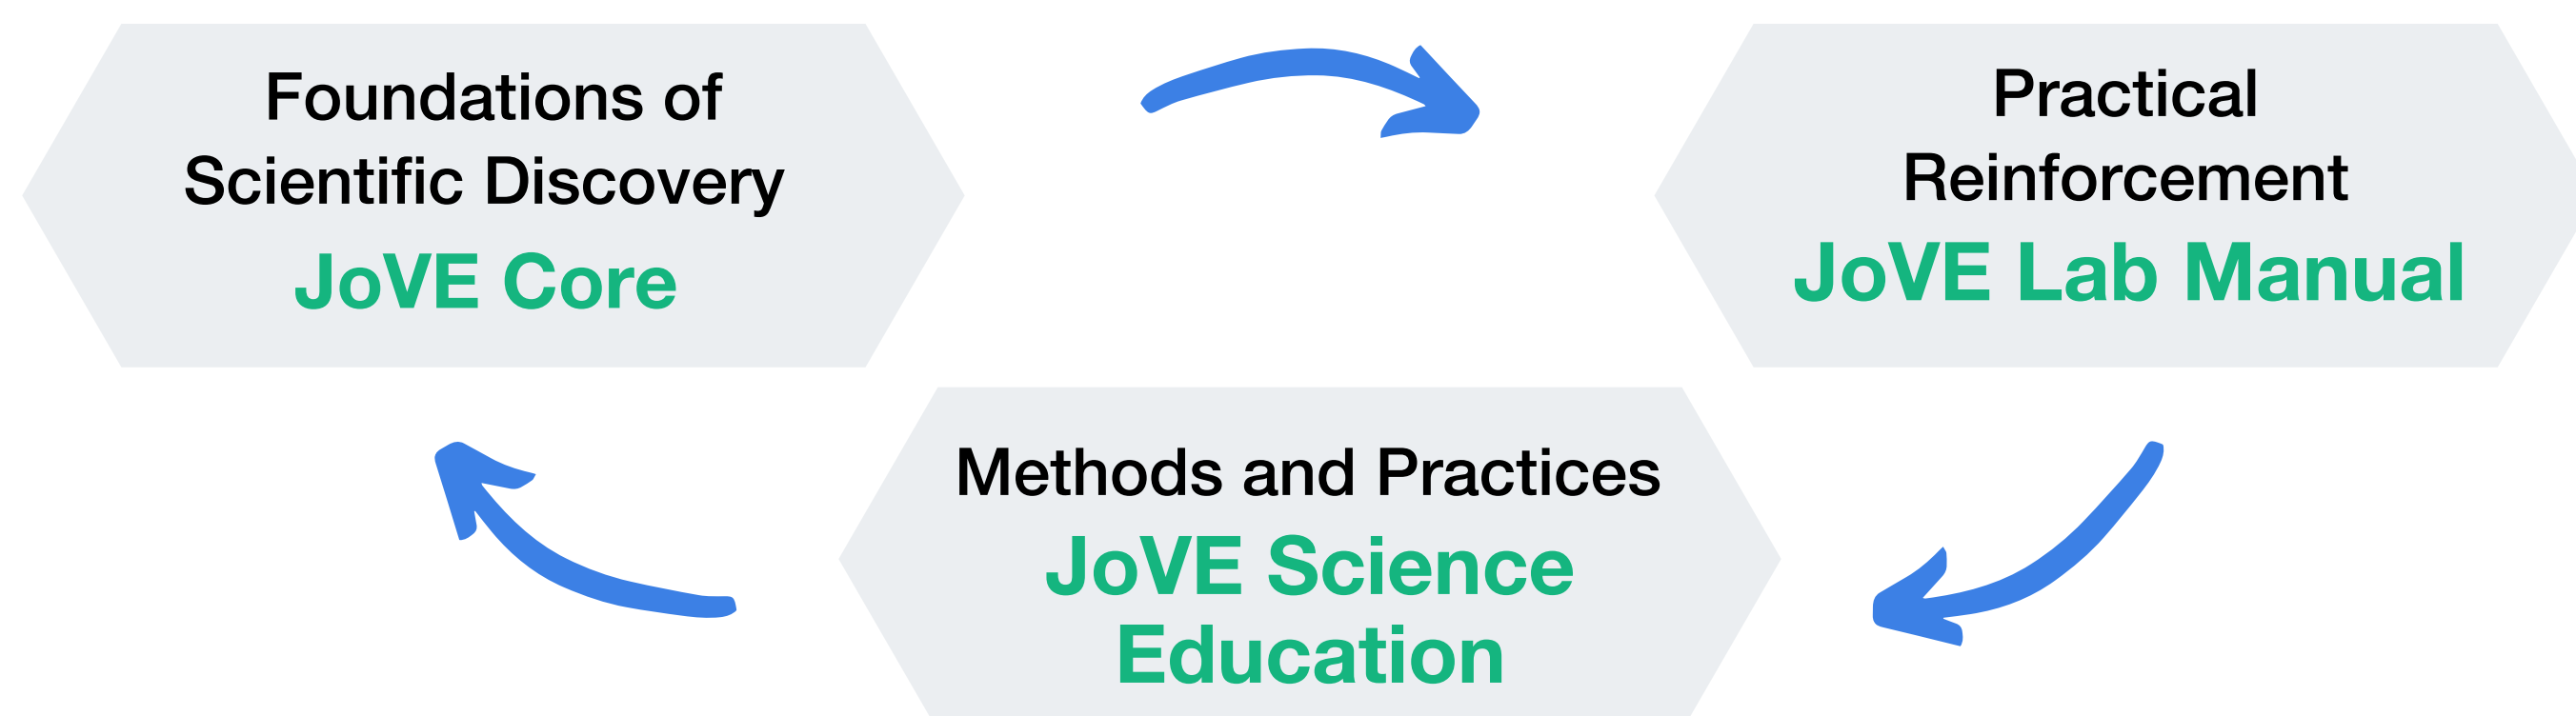 Foundations of
Scientific Discovery
JoVE Core
Practical
Reinforcement
JoVE Lab Manual
Methods and Practices
JoVE Science
Education